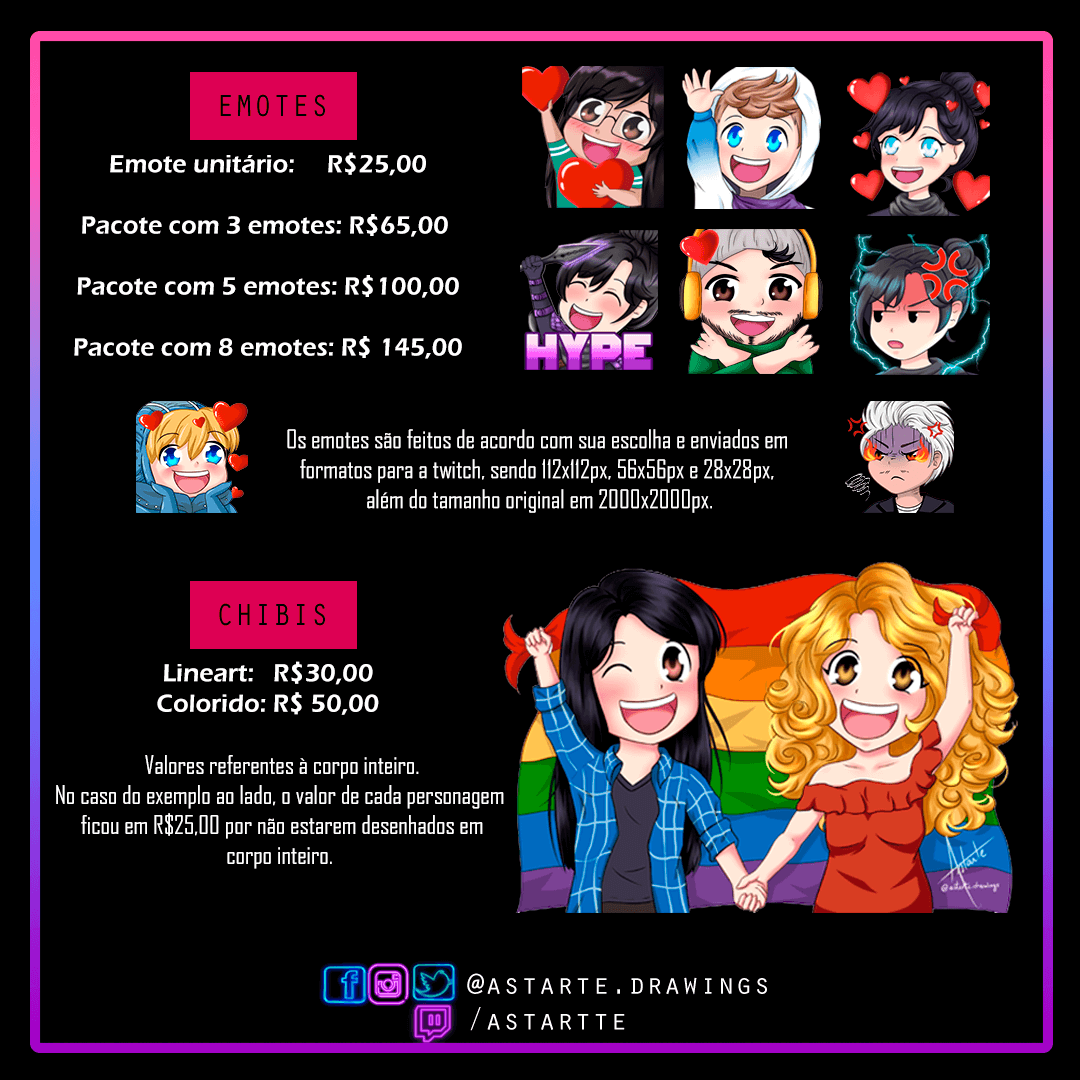 EMOTES
Emote unitário: R$25,00
Pacote com 3 emotes: R$65,00
Pacote com 5 emotes: R$100,00
Pacote com 8 emotes: R$ 145,00
HYPE
Os emotes são feitos de acordo com sua escolha e enviados em
formatos para a twitch, sendo 112x112px, 56x56px e 28x28px,
além do tamanho original em 2000x2000px.
CHIBIS
Lineart: R$30,00
Colorido: R$ 50,00
Valores referentes à corpo inteiro.
No caso do exemplo ao lado, o valor de cada personagem
ficou em R$25,00 por não estarem desenhados em
corpo inteiro.
Astarte
@astarte.drawings
@ASTARTE.DRAWINGS
/ASTARTTE